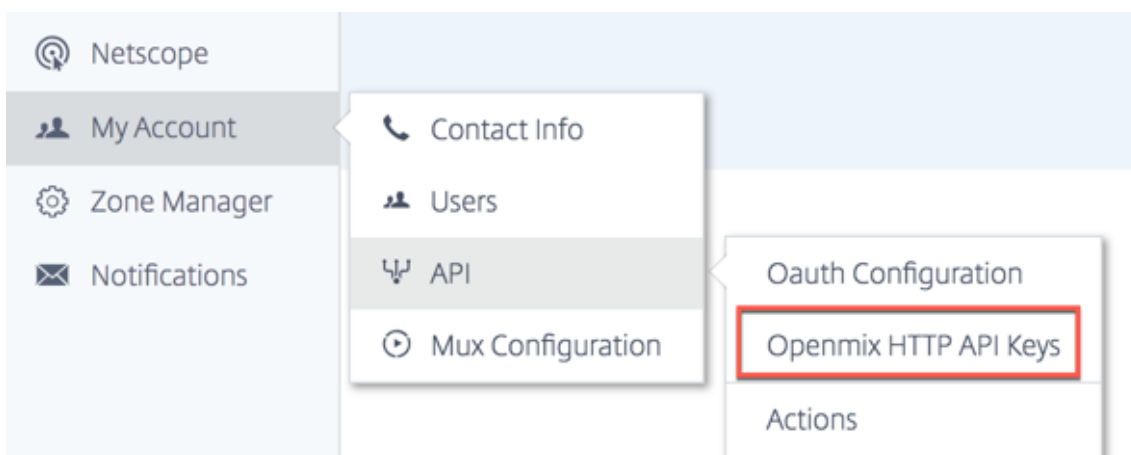 Netscope
My Account
Contact Info
Zone Manager
Users
Notifications
API
Oauth Configuration
Mux Configuration
Openmix HTTP API Keys
Actions